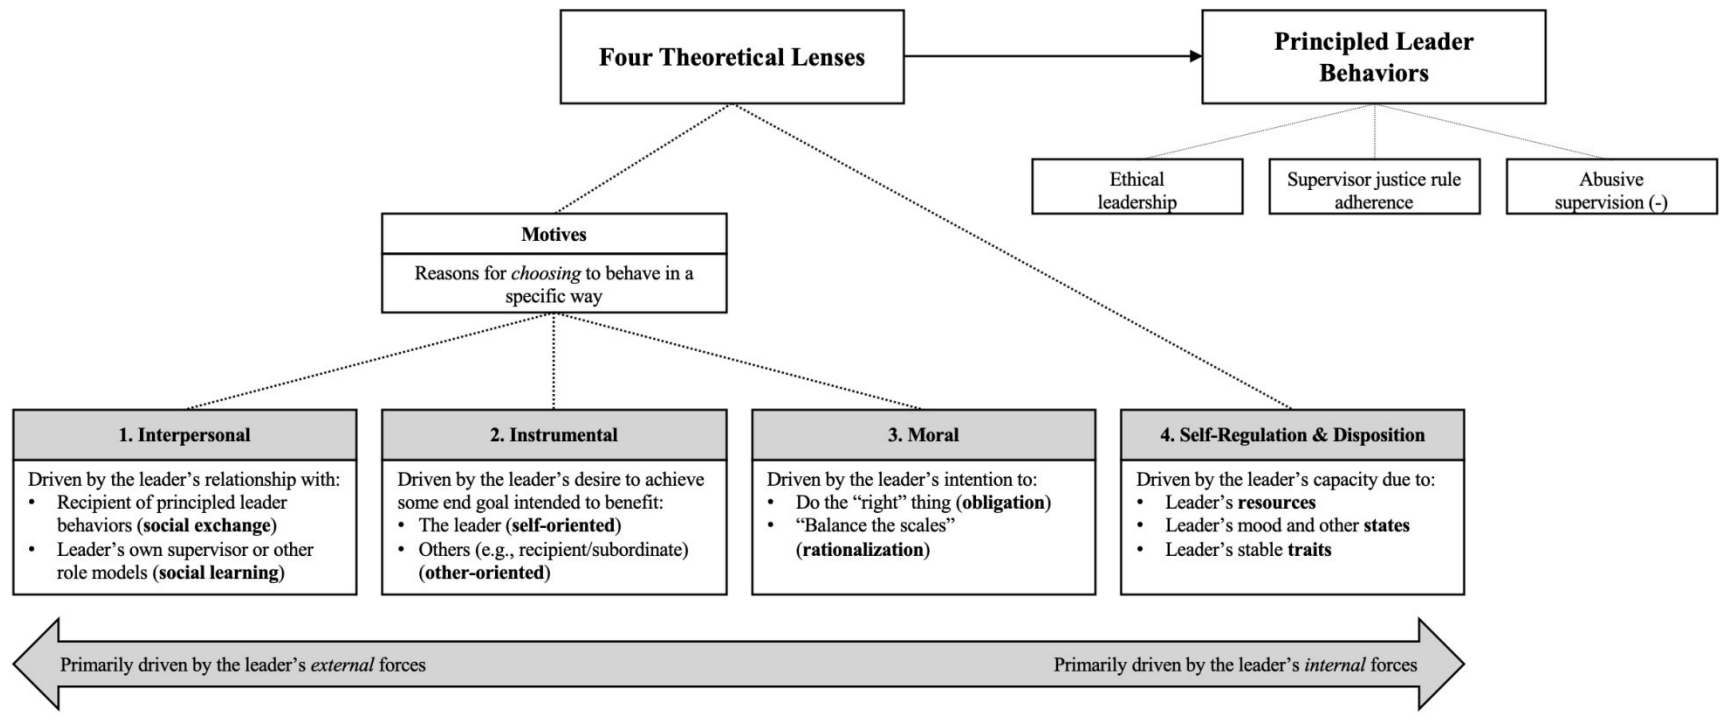 Four Theoretical Lenses
Principled Leader
Behaviors
Ethical
leadership
Supervisor justice rule
adherence
Abusive
supervision (-)
Motives
Reasons for choosing to behave in a
specific way
1. Interpersonal
Driven by the leader’s relationship with:
• Recipient of principled leader
behaviors (social exchange)
• Leader’s own supervisor or other
role models (social learning)
2. Instrumental
Driven by the leader’s desire to achieve
some end goal intended to benefit:
• The leader (self-oriented)
• Others (e.g., recipient/subordinate)
(other-oriented)
3. Moral
Driven by the leader’s intention to:
• Do the “right” thing (obligation)
• “Balance the scales”
(rationalization)
4. Self-Regulation & Disposition
Driven by the leader’s capacity due to:
• Leader’s resources
• Leader’s mood and other states
• Leader’s stable traits
Primarily driven by the leader’s external forces
Primarily driven by the leader’s internal forces